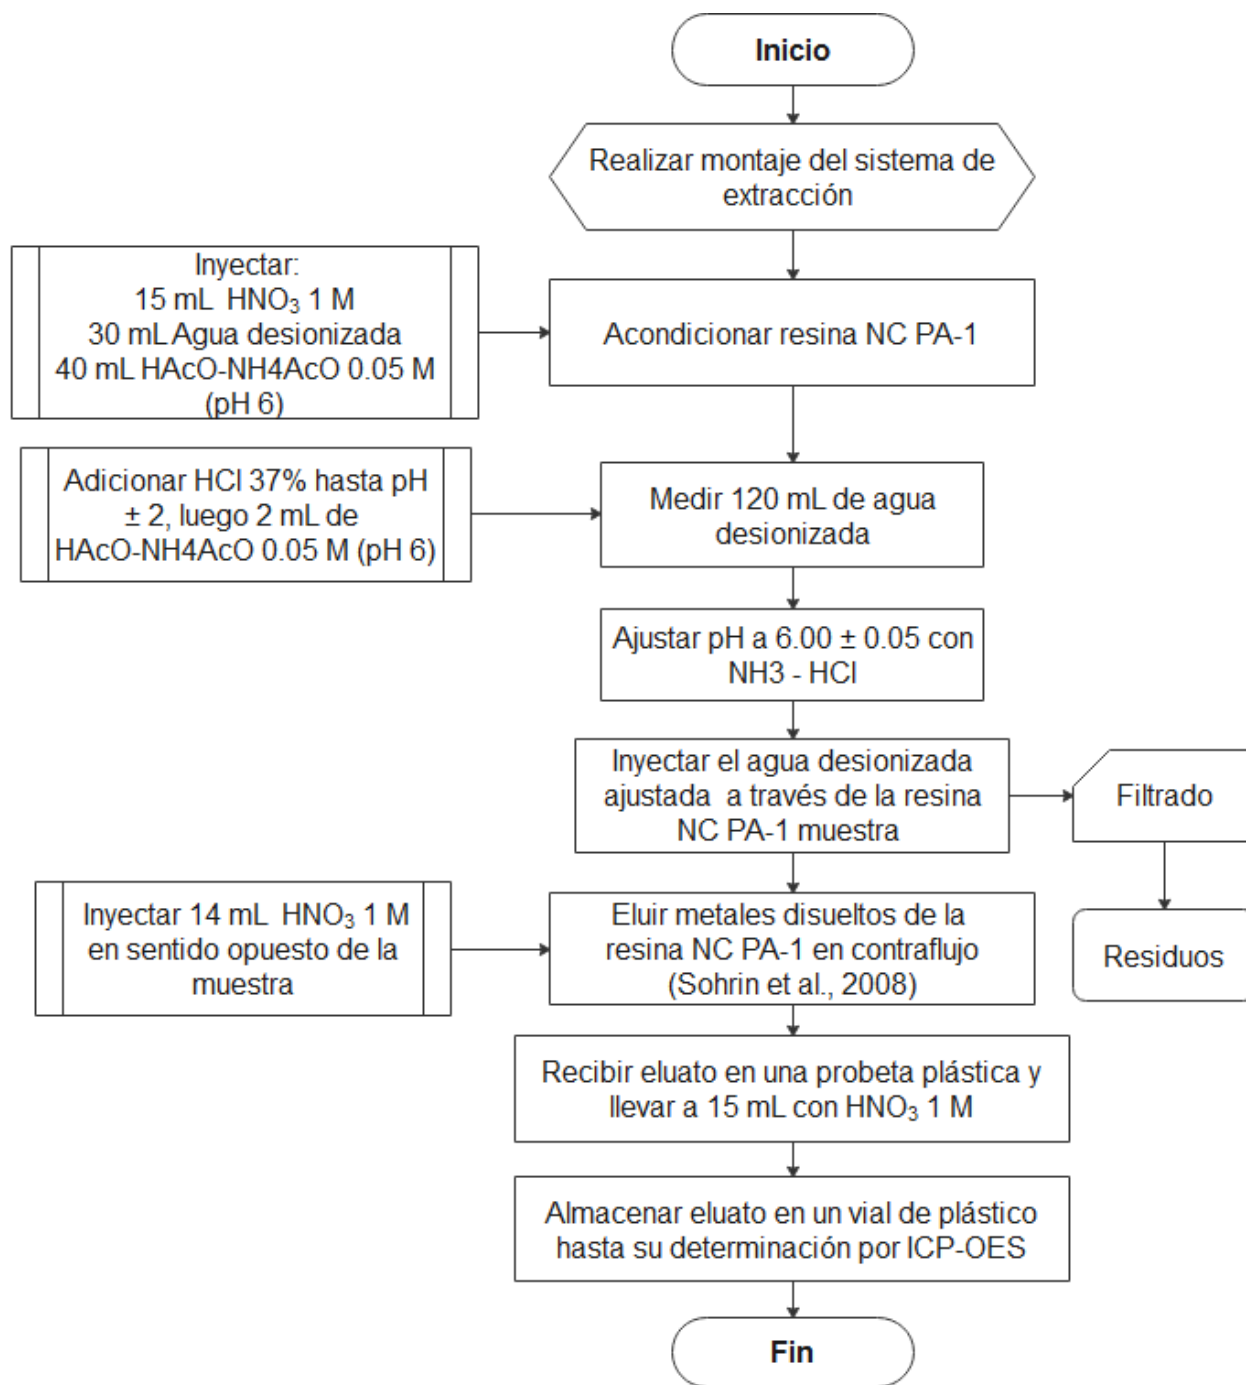 Inicio
Realizar montaje del sistema de
extracción
Inyectar:
15 mL HNO₃ 1 M
30 mL Agua desionizada
40 mL HAcO-NH4AcO 0.05 M
(pH 6)
Acondicionar resina NC PA-1
Adicionar HCl 37% hasta pH
± 2, luego 2 mL de
HAcO-NH4AcO 0.05 M (pH 6)
Medir 120 mL de agua
desionizada
Ajustar pH a 6.00 ± 0.05 con
NH3 - HCl
Inyectar el agua desionizada
ajustada a través de la resina
NC PA-1 muestra
Filtrado
Residuos
Inyectar 14 mL HNO₃ 1 M
en sentido opuesto de la
muestra
Eluir metales disueltos de la
resina NC PA-1 en contraflujo
(Sohrin et al., 2008)
Recibir eluato en una probeta plástica y
llevar a 15 mL con HNO₃ 1 M
Almacenar eluato en un vial de plástico
hasta su determinación por ICP-OES
Fin